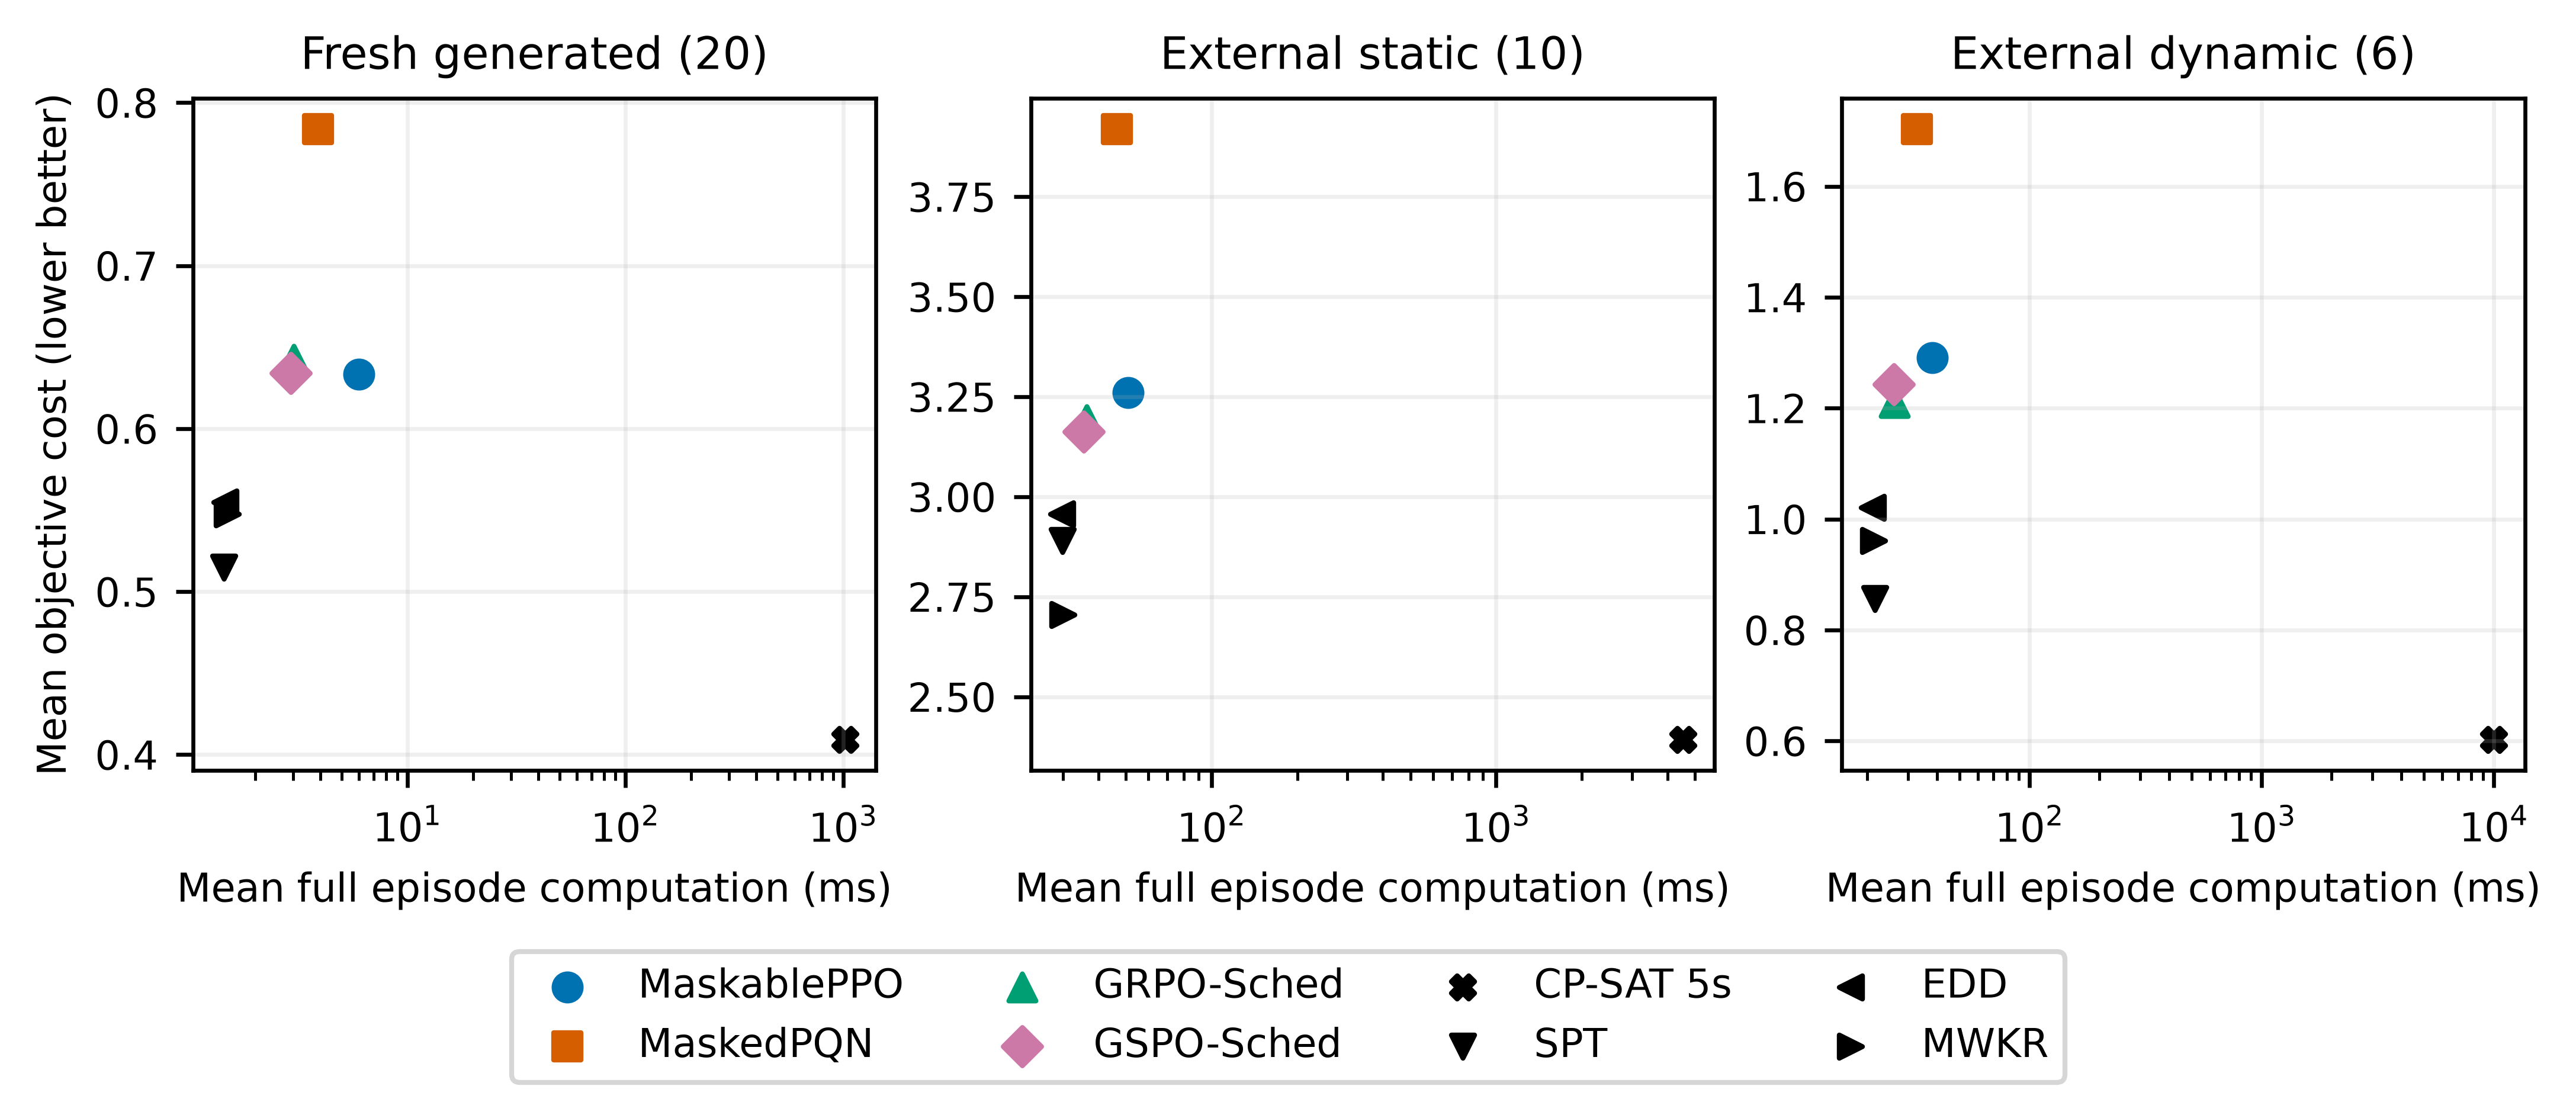 Fresh generated (20)
External static (10)
External dynamic (6)
Mean objective cost (lower better)
0.8
0.7
0.6
0.5
0.4
3.75
3.50
3.25
3.00
2.75
2.50
1.6
1.4
1.2
1.0
0.8
0.6
10¹ 10² 10³
10² 10³
10² 10³ 10⁴
Mean full episode computation (ms)
Mean full episode computation (ms)
Mean full episode computation (ms)
MaskablePPO GRPO-Sched CP-SAT 5s EDD
MaskedPQN GSPO-Sched SPT MWKR